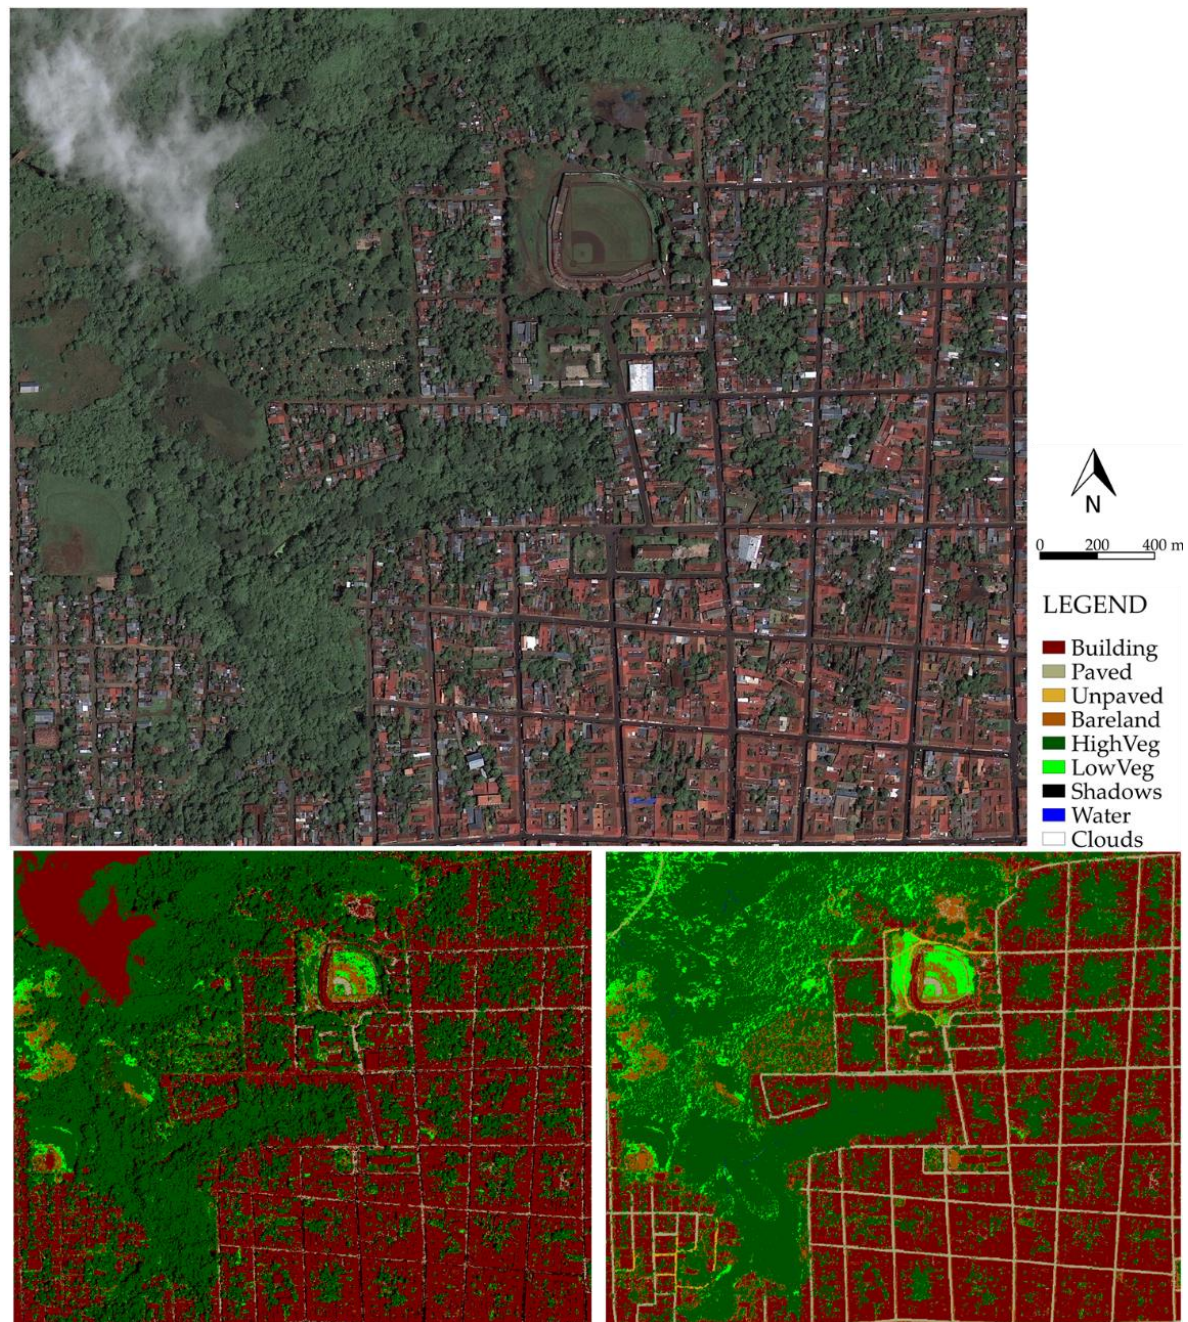 N
0 200 400 m
LEGEND
Building
Paved
Unpaved
Bareland
HighVeg
LowVeg
Shadows
Water
Clouds